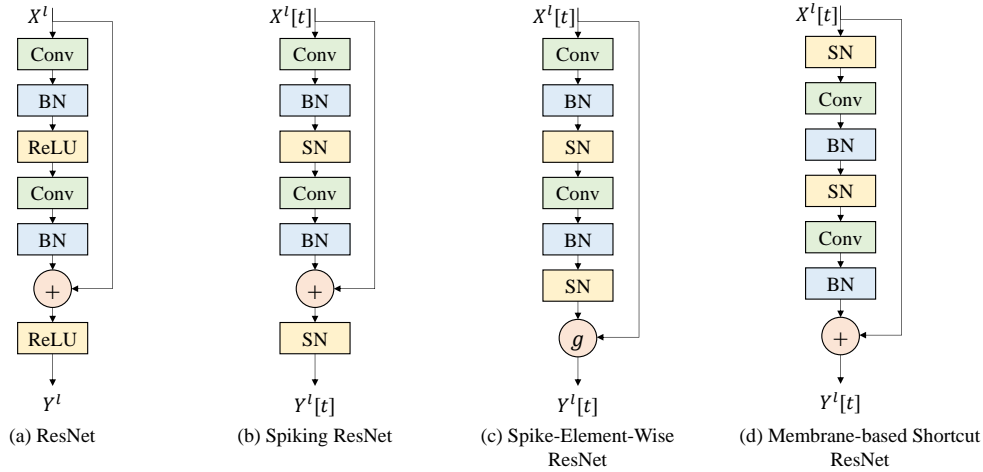 X^l
Conv
BN
ReLU
Conv
BN
+
ReLU
Y^l
(a) ResNet
X^l[t]
Conv
BN
SN
Conv
BN
+
SN
Y^l[t]
(b) Spiking ResNet
X^l[t]
Conv
BN
SN
Conv
BN
SN
g
Y^l[t]
(c) Spike-Element-Wise
ResNet
X^l[t]
SN
Conv
BN
SN
Conv
BN
+
Y^l[t]
(d) Membrane-based Shortcut
ResNet